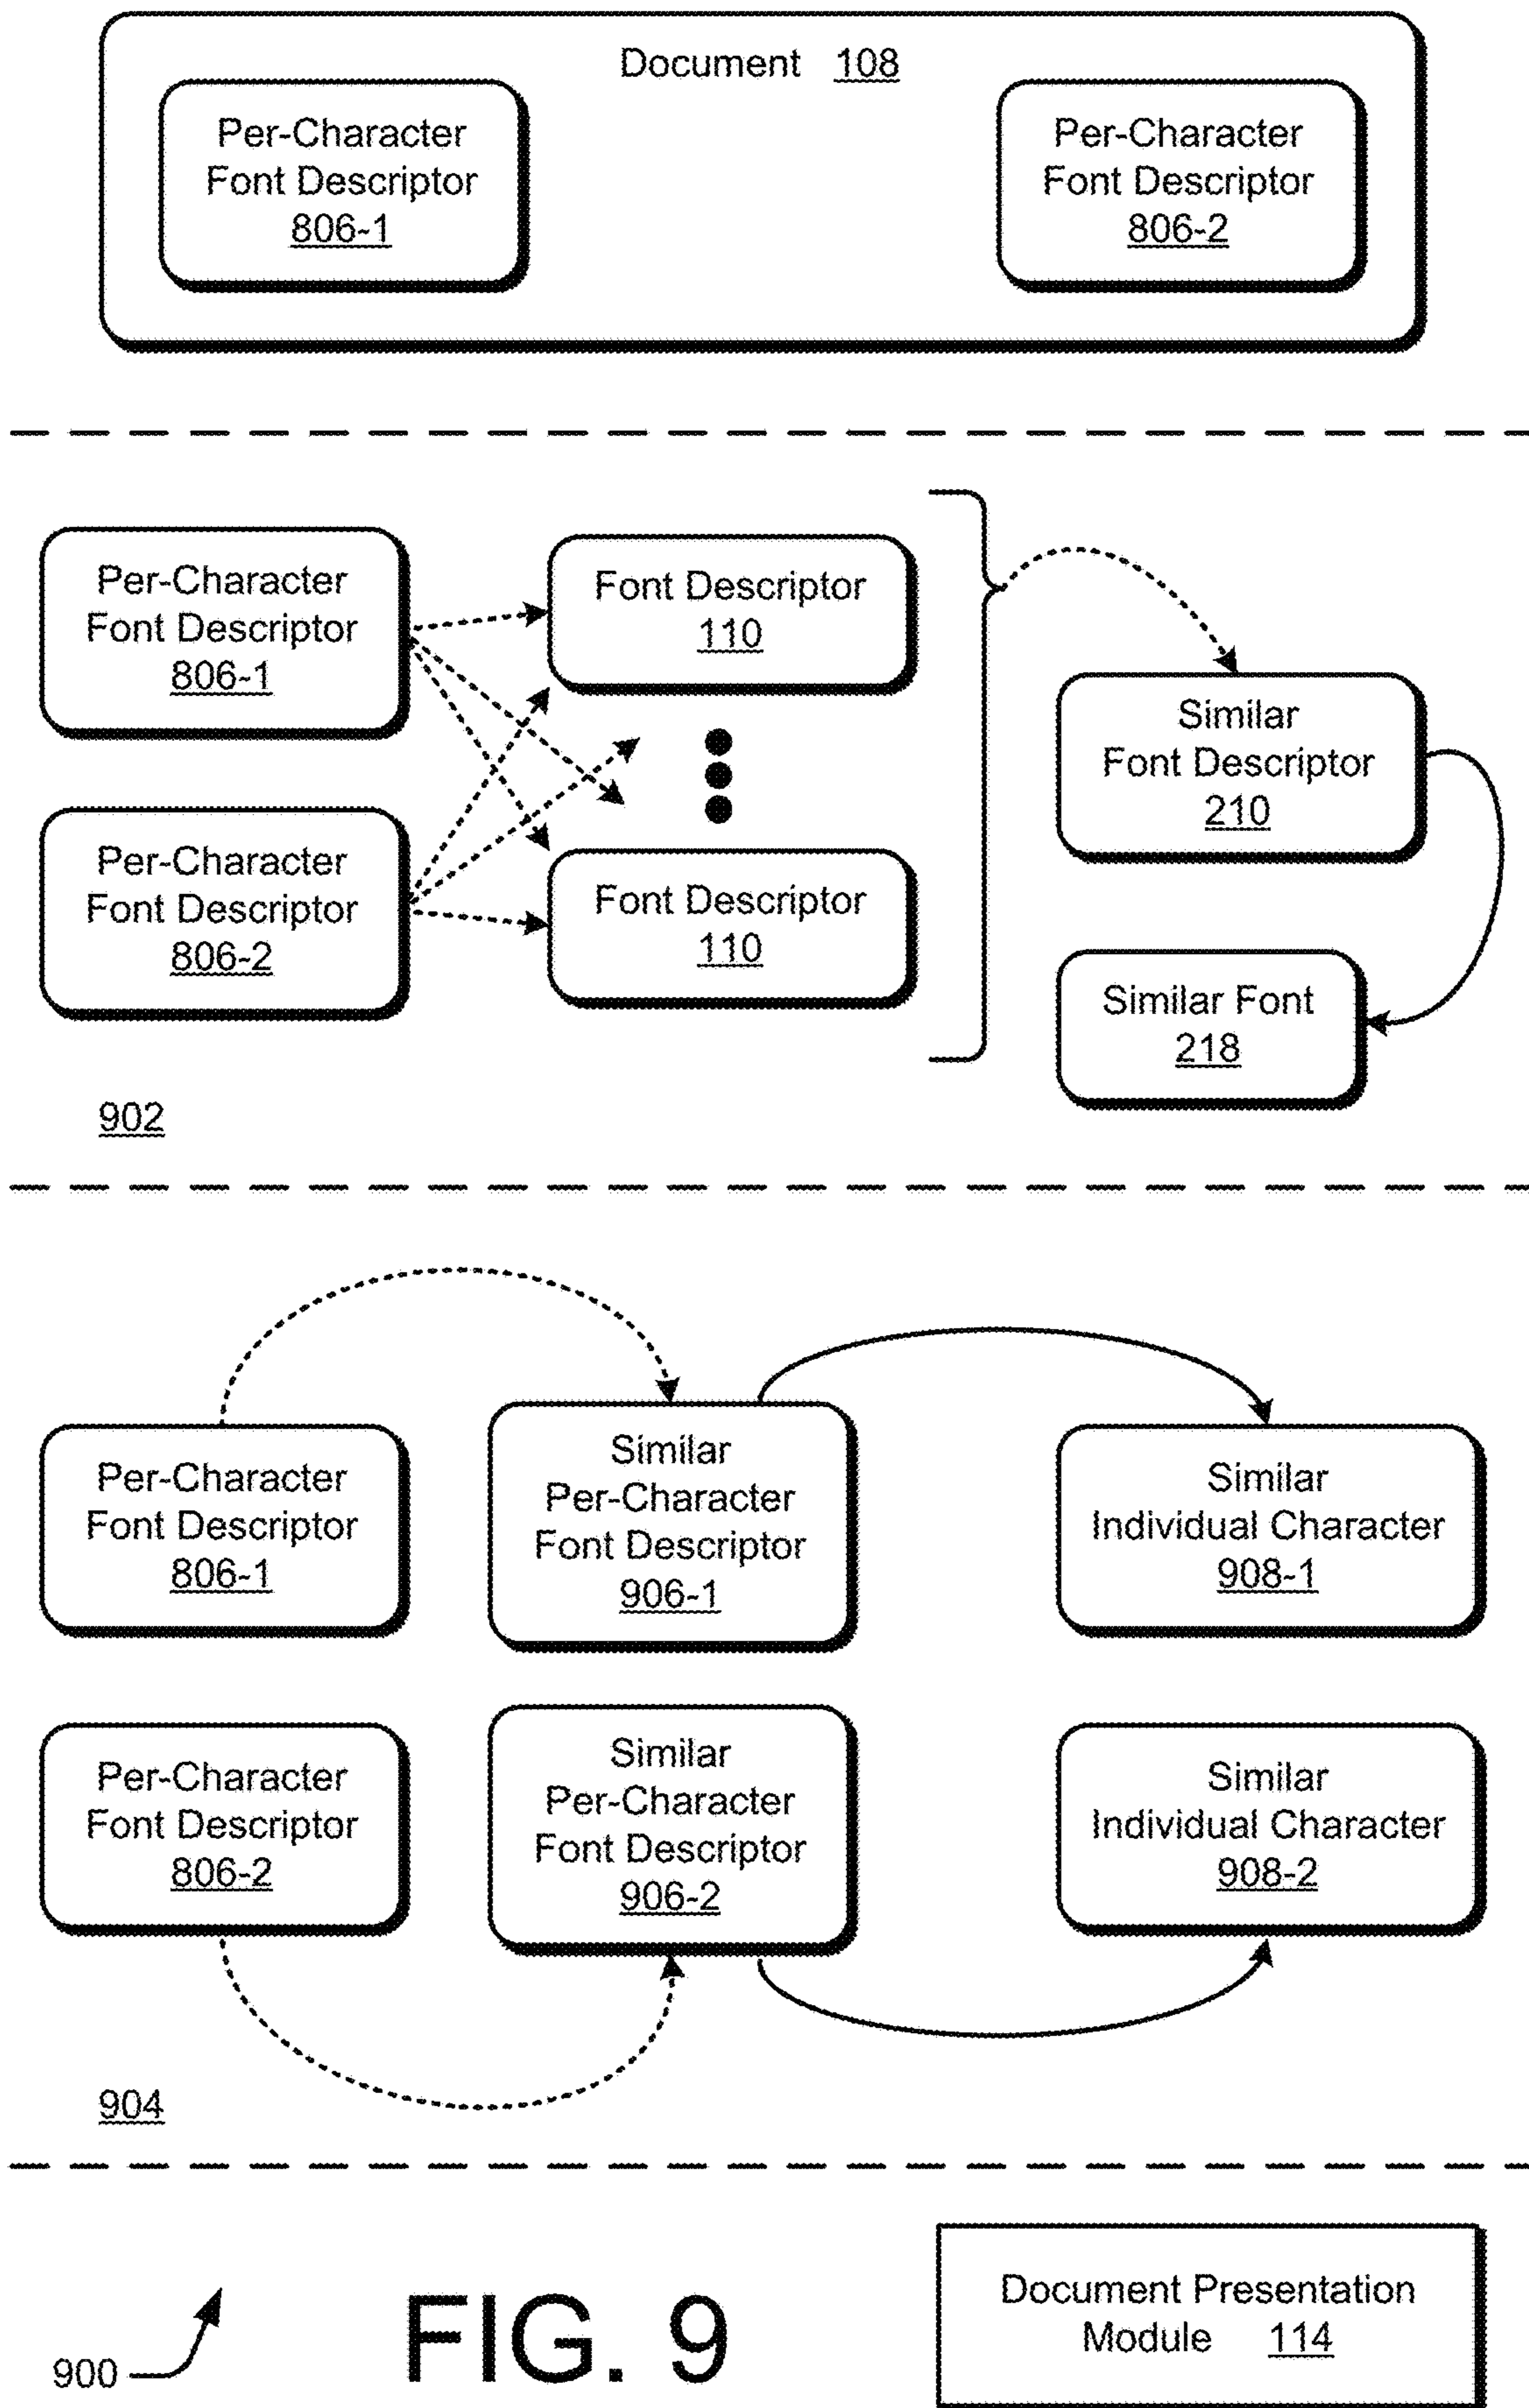 Document 108
Per-Character
Font Descriptor
806-1
Per-Character
Font Descriptor
806-2
Per-Character
Font Descriptor
806-1
Font Descriptor
110
Similar
Font Descriptor
210
Per-Character
Font Descriptor
806-2
Font Descriptor
110
Similar Font
218
902
Per-Character
Font Descriptor
806-1
Similar
Per-Character
Font Descriptor
906-1
Similar
Individual Character
908-1
Per-Character
Font Descriptor
806-2
Similar
Per-Character
Font Descriptor
906-2
Similar
Individual Character
908-2
904
900
FIG. 9
Document Presentation
Module 114